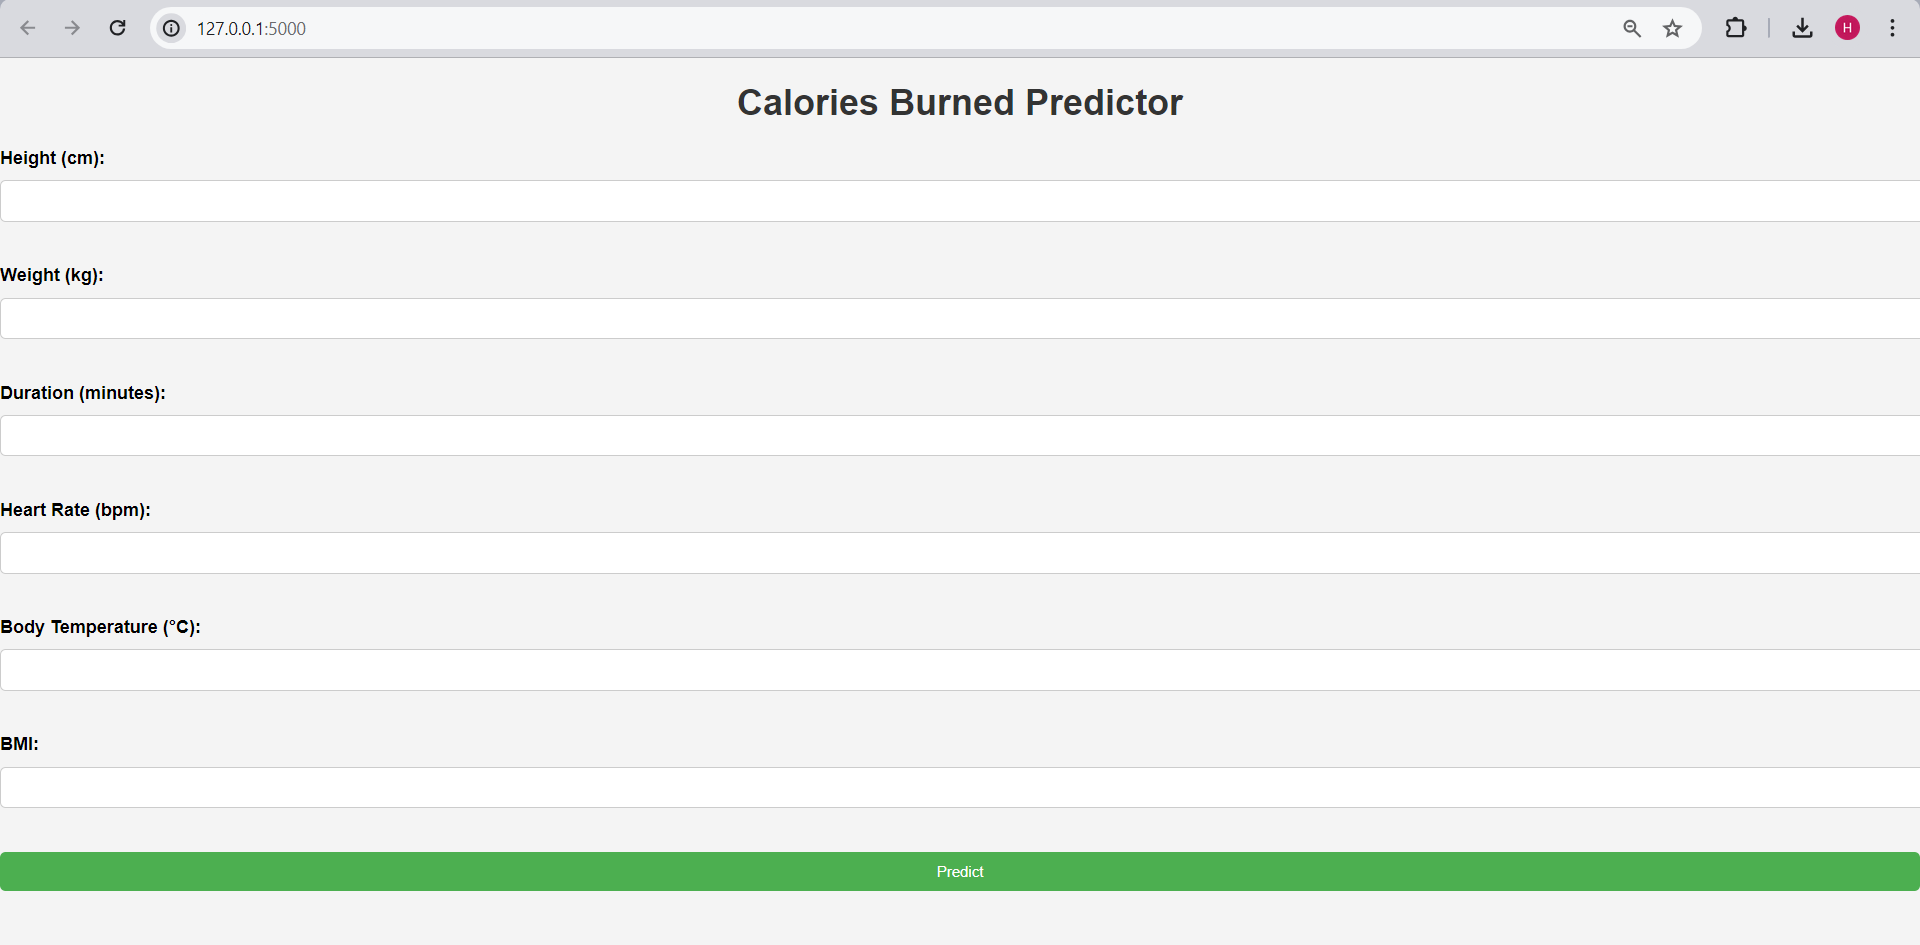 127.0.0.1:5000
H
Calories Burned Predictor
Height (cm):
Weight (kg):
Duration (minutes):
Heart Rate (bpm):
Body Temperature (°C):
BMI:
Predict